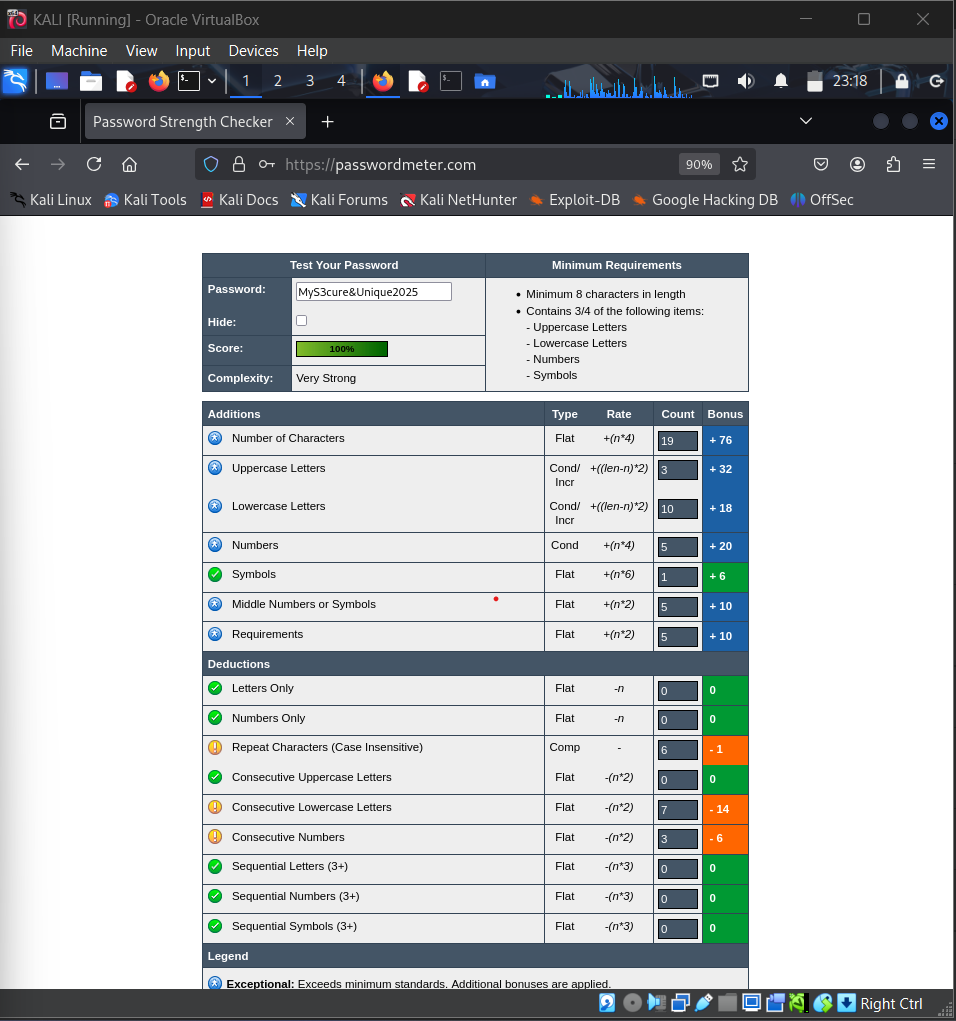 KALI [Running] - Oracle VirtualBox
File Machine View Input Devices Help
1 2 3 4 23:18
Password Strength Checker
https://passwordmeter.com 90%
Kali Linux Kali Tools Kali Docs Kali Forums Kali NetHunter Exploit-DB Google Hacking DB OffSec
Test Your Password Minimum Requirements
Password: MyS3cure&Unique2025
Hide:
Score: 100%
Complexity: Very Strong
• Minimum 8 characters in length
• Contains 3/4 of the following items:
- Uppercase Letters
- Lowercase Letters
- Numbers
- Symbols
Additions Type Rate Count Bonus
Number of Characters Flat +(n*4) 19 + 76
Uppercase Letters Cond/Incr +((len-n)*2) 3 + 32
Lowercase Letters Cond/Incr +((len-n)*2) 10 + 18
Numbers Cond +(n*4) 5 + 20
Symbols Flat +(n*6) 1 + 6
Middle Numbers or Symbols Flat +(n*2) 5 + 10
Requirements Flat +(n*2) 5 + 10
Deductions
Letters Only Flat -n 0 0
Numbers Only Flat -n 0 0
Repeat Characters (Case Insensitive) Comp - 6 - 1
Consecutive Uppercase Letters Flat -(n*2) 0 0
Consecutive Lowercase Letters Flat -(n*2) 7 - 14
Consecutive Numbers Flat -(n*2) 3 - 6
Sequential Letters (3+) Flat -(n*3) 0 0
Sequential Numbers (3+) Flat -(n*3) 0 0
Sequential Symbols (3+) Flat -(n*3) 0 0
Legend
Exceptional: Exceeds minimum standards. Additional bonuses are applied.
Right Ctrl